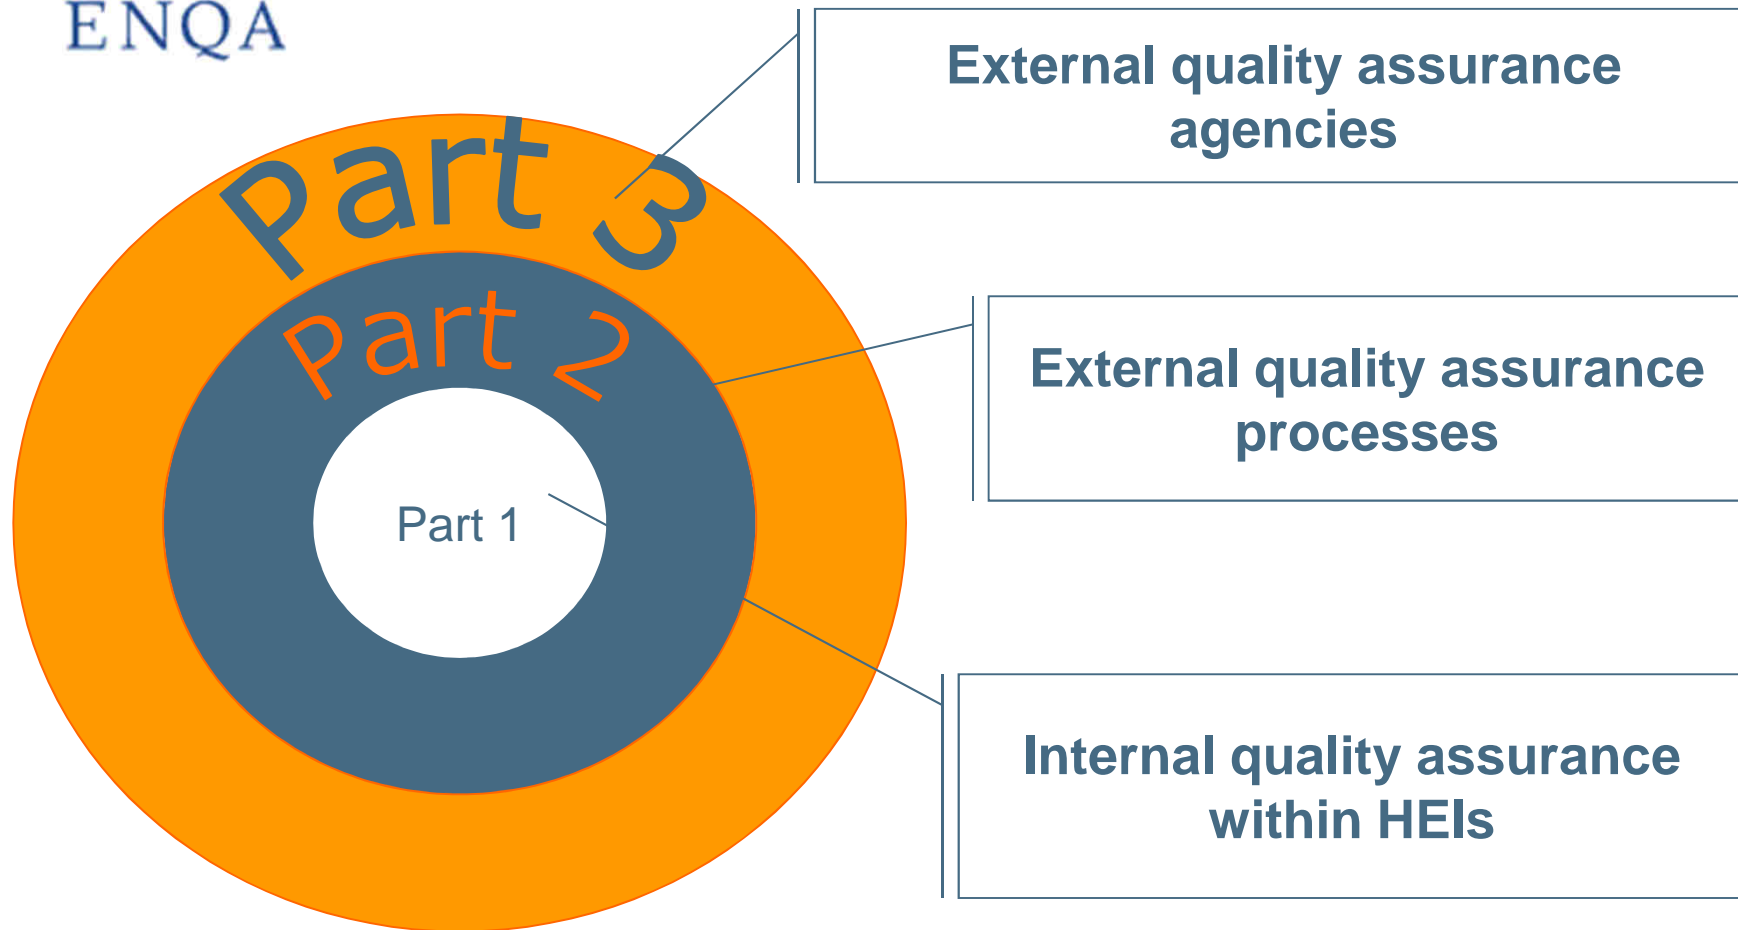 ENQA
External quality assurance
agencies
Part 3
Part 2
External quality assurance
processes
Part 1
Internal quality assurance
within HEIs